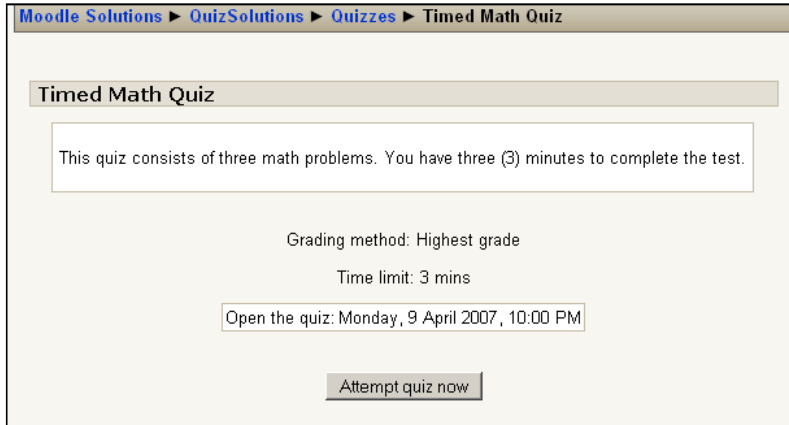 Moodle Solutions ► QuizSolutions ► Quizzes ► Timed Math Quiz
Timed Math Quiz
This quiz consists of three math problems. You have three (3) minutes to complete the test.
Grading method: Highest grade
Time limit: 3 mins
Open the quiz: Monday, 9 April 2007, 10:00 PM
Attempt quiz now